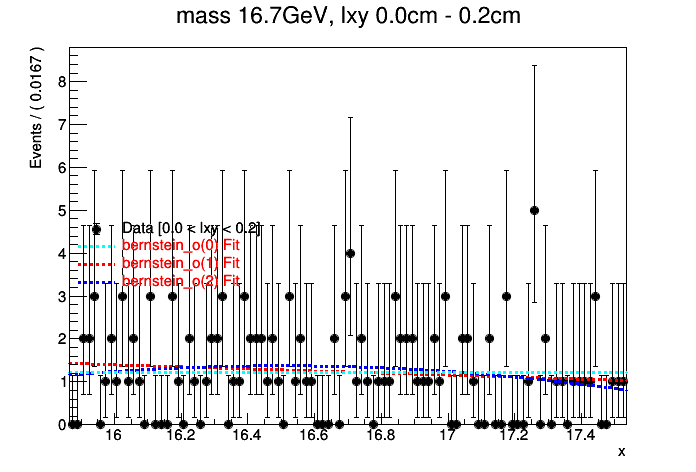 mass 16.7GeV, lxy 0.0cm - 0.2cm
Events / ( 0.0167 )
8
7
6
5
4
3
2
1
0
Data [0.0 < lxy < 0.2]
bernstein_o(0) Fit
bernstein_o(1) Fit
bernstein_o(2) Fit
16 16.2 16.4 16.6 16.8 17 17.2 17.4
x